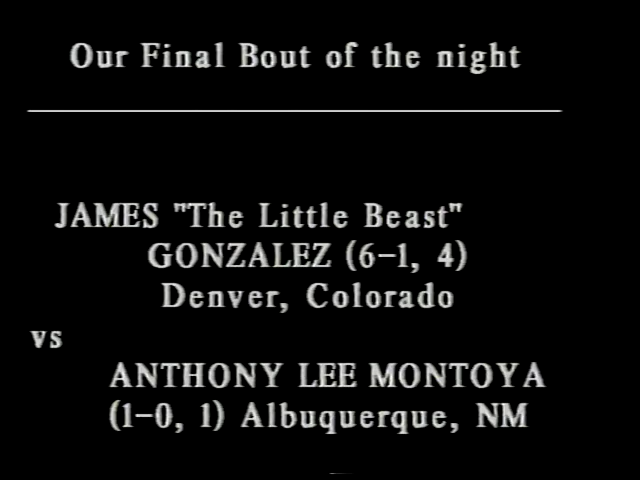 Our Final Bout of the night
JAMES "The Little Beast"
GONZALEZ (6-1, 4)
Denver, Colorado
vs
ANTHONY LEE MONTOYA
(1-0, 1) Albuquerque, NM